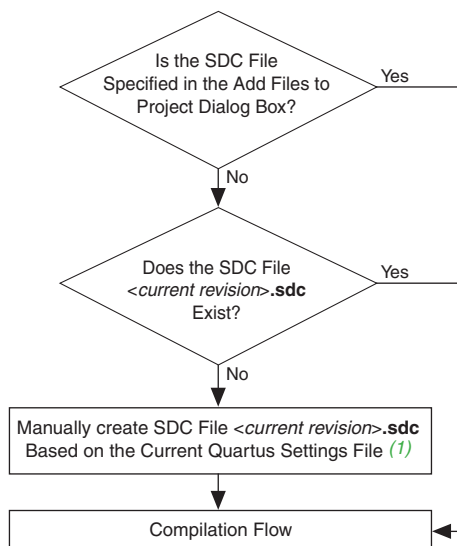 Is the SDC File
Specified in the Add Files to
Project Dialog Box?
Yes
No
Does the SDC File
<current revision>.sdc
Exist?
Yes
No
Manually create SDC File <current revision>.sdc
Based on the Current Quartus Settings File (1)
Compilation Flow